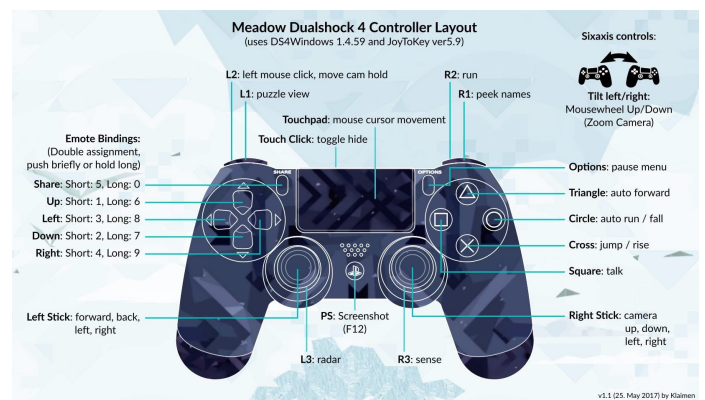 Meadow Dualshock 4 Controller Layout
(uses DS4Windows 1.4.59 and JoyToKey ver5.9)
Sixaxis controls:
Tilt left/right:
Mousewheel Up/Down
(Zoom Camera)
L2: left mouse click, move cam hold
R2: run
L1: puzzle view
R1: peek names
Touchpad: mouse cursor movement
Touch Click: toggle hide
Emote Bindings:
(Double assignment,
push briefly or hold long)
Share: Short: 5, Long: 0
Up: Short: 1, Long: 6
Left: Short: 3, Long: 8
Down: Short: 2, Long: 7
Right: Short: 4, Long: 9
SHARE
OPTIONS
Options: pause menu
Triangle: auto forward
Circle: auto run / fall
Cross: jump / rise
Square: talk
Left Stick: forward, back,
left, right
PS: Screenshot
(F12)
Right Stick: camera
up, down,
left, right
L3: radar
R3: sense
v1.1 (25. May 2017) by Klaimen